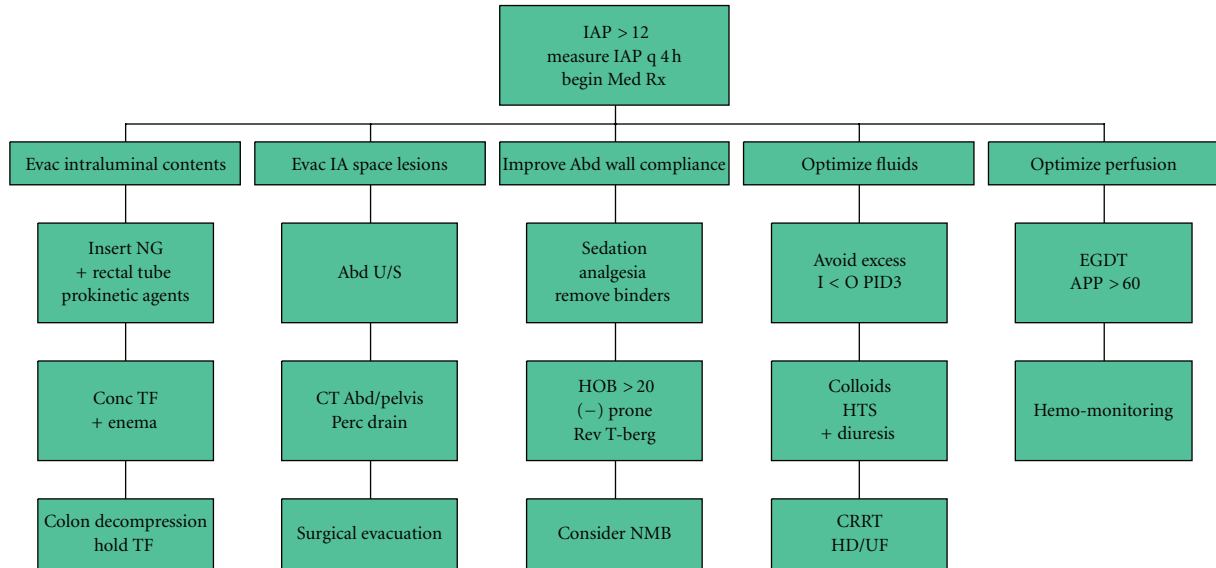 IAP > 12
measure IAP q 4 h
begin Med Rx
Evac intraluminal contents
Evac IA space lesions
Improve Abd wall compliance
Optimize fluids
Optimize perfusion
Insert NG
+ rectal tube
prokinetic agents
Abd U/S
Sedation
analgesia
remove binders
Avoid excess
I < O PID3
EGDT
APP > 60
Conc TF
+ enema
CT Abd/pelvis
Perc drain
HOB > 20
(−) prone
Rev T-berg
Colloids
HTS
+ diuresis
Hemo-monitoring
Colon decompression
hold TF
Surgical evacuation
Consider NMB
CRRT
HD/UF